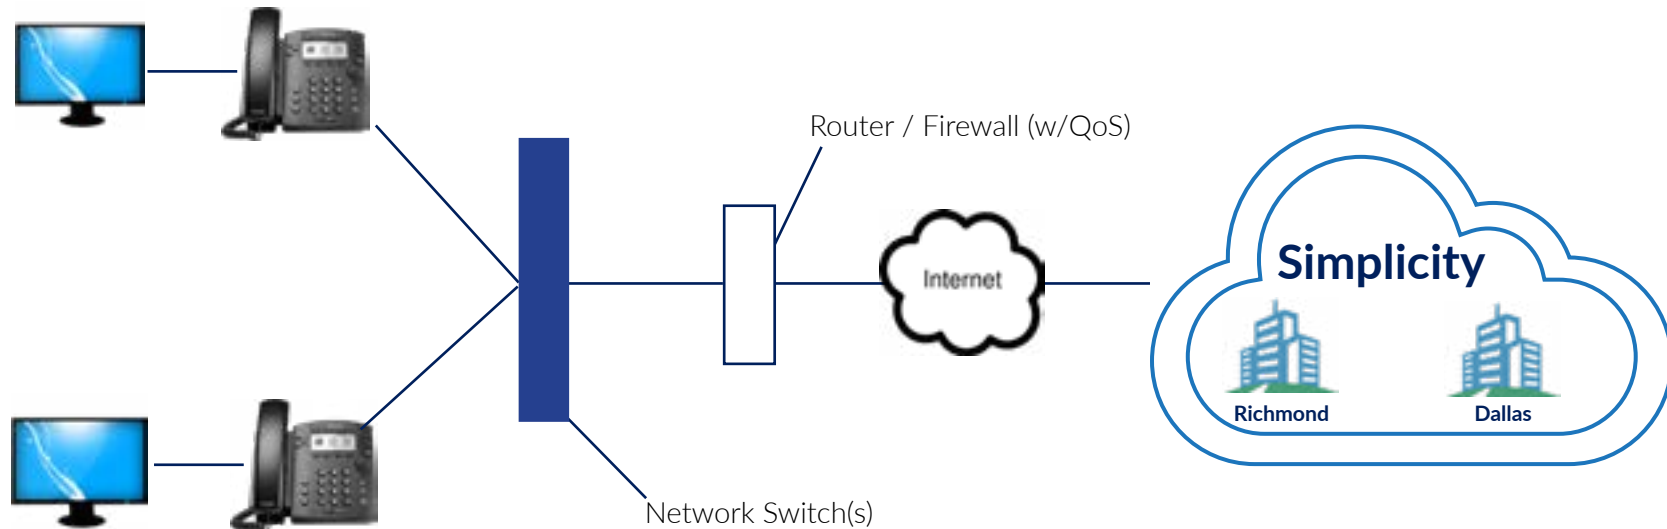 Router / Firewall (w/QoS)
Internet
Simplicity
Richmond
Dallas
Network Switch(s)